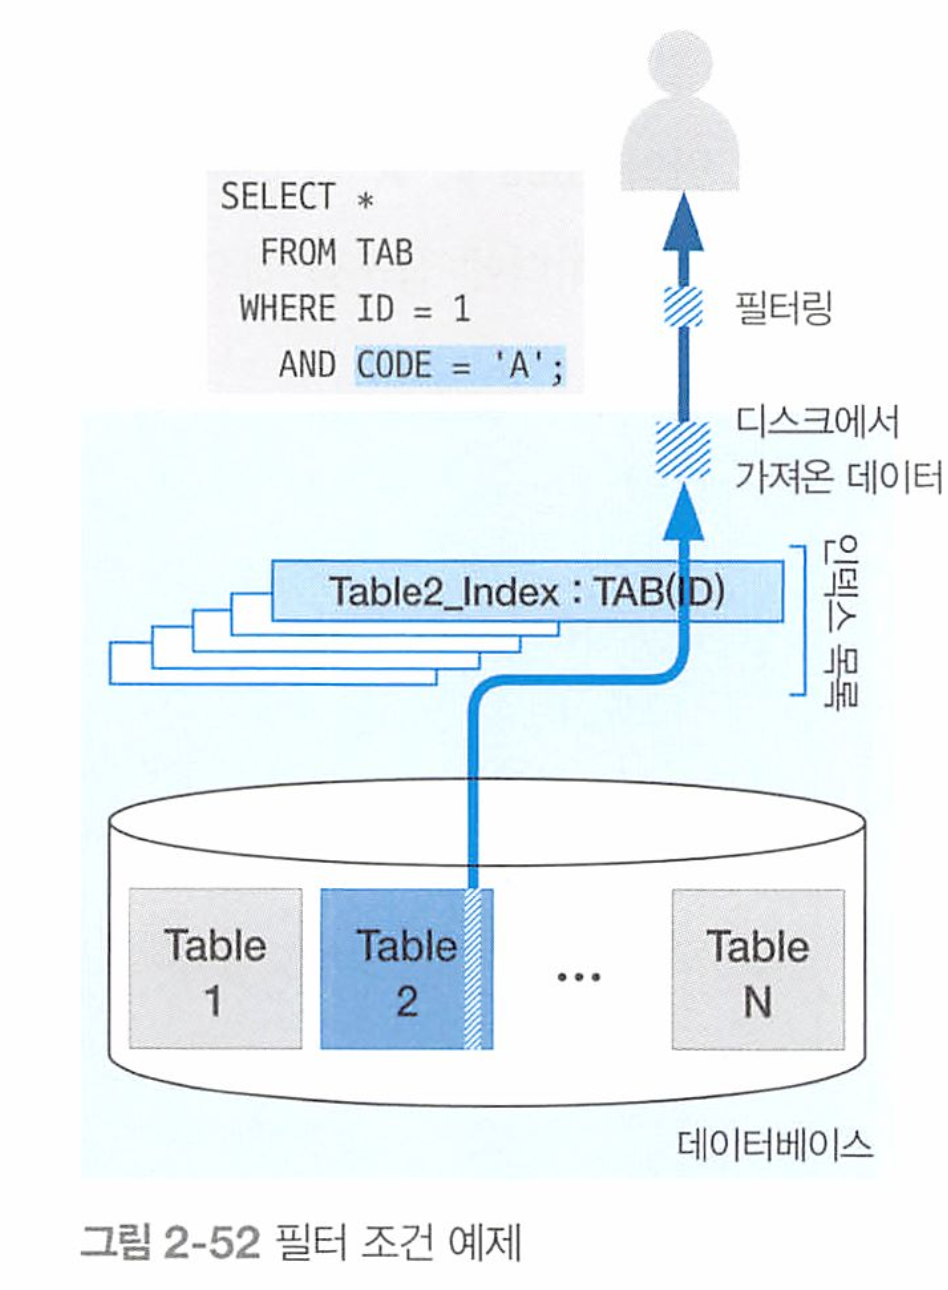 SELECT *
FROM TAB
WHERE ID = 1
AND CODE = 'A';
필터링
디스크에서
가져온 데이터
Table2_Index : TAB(ID)
인덱스 목록
Table
1
Table
2
...
Table
N
데이터베이스
그림 2-52 필터 조건 예제